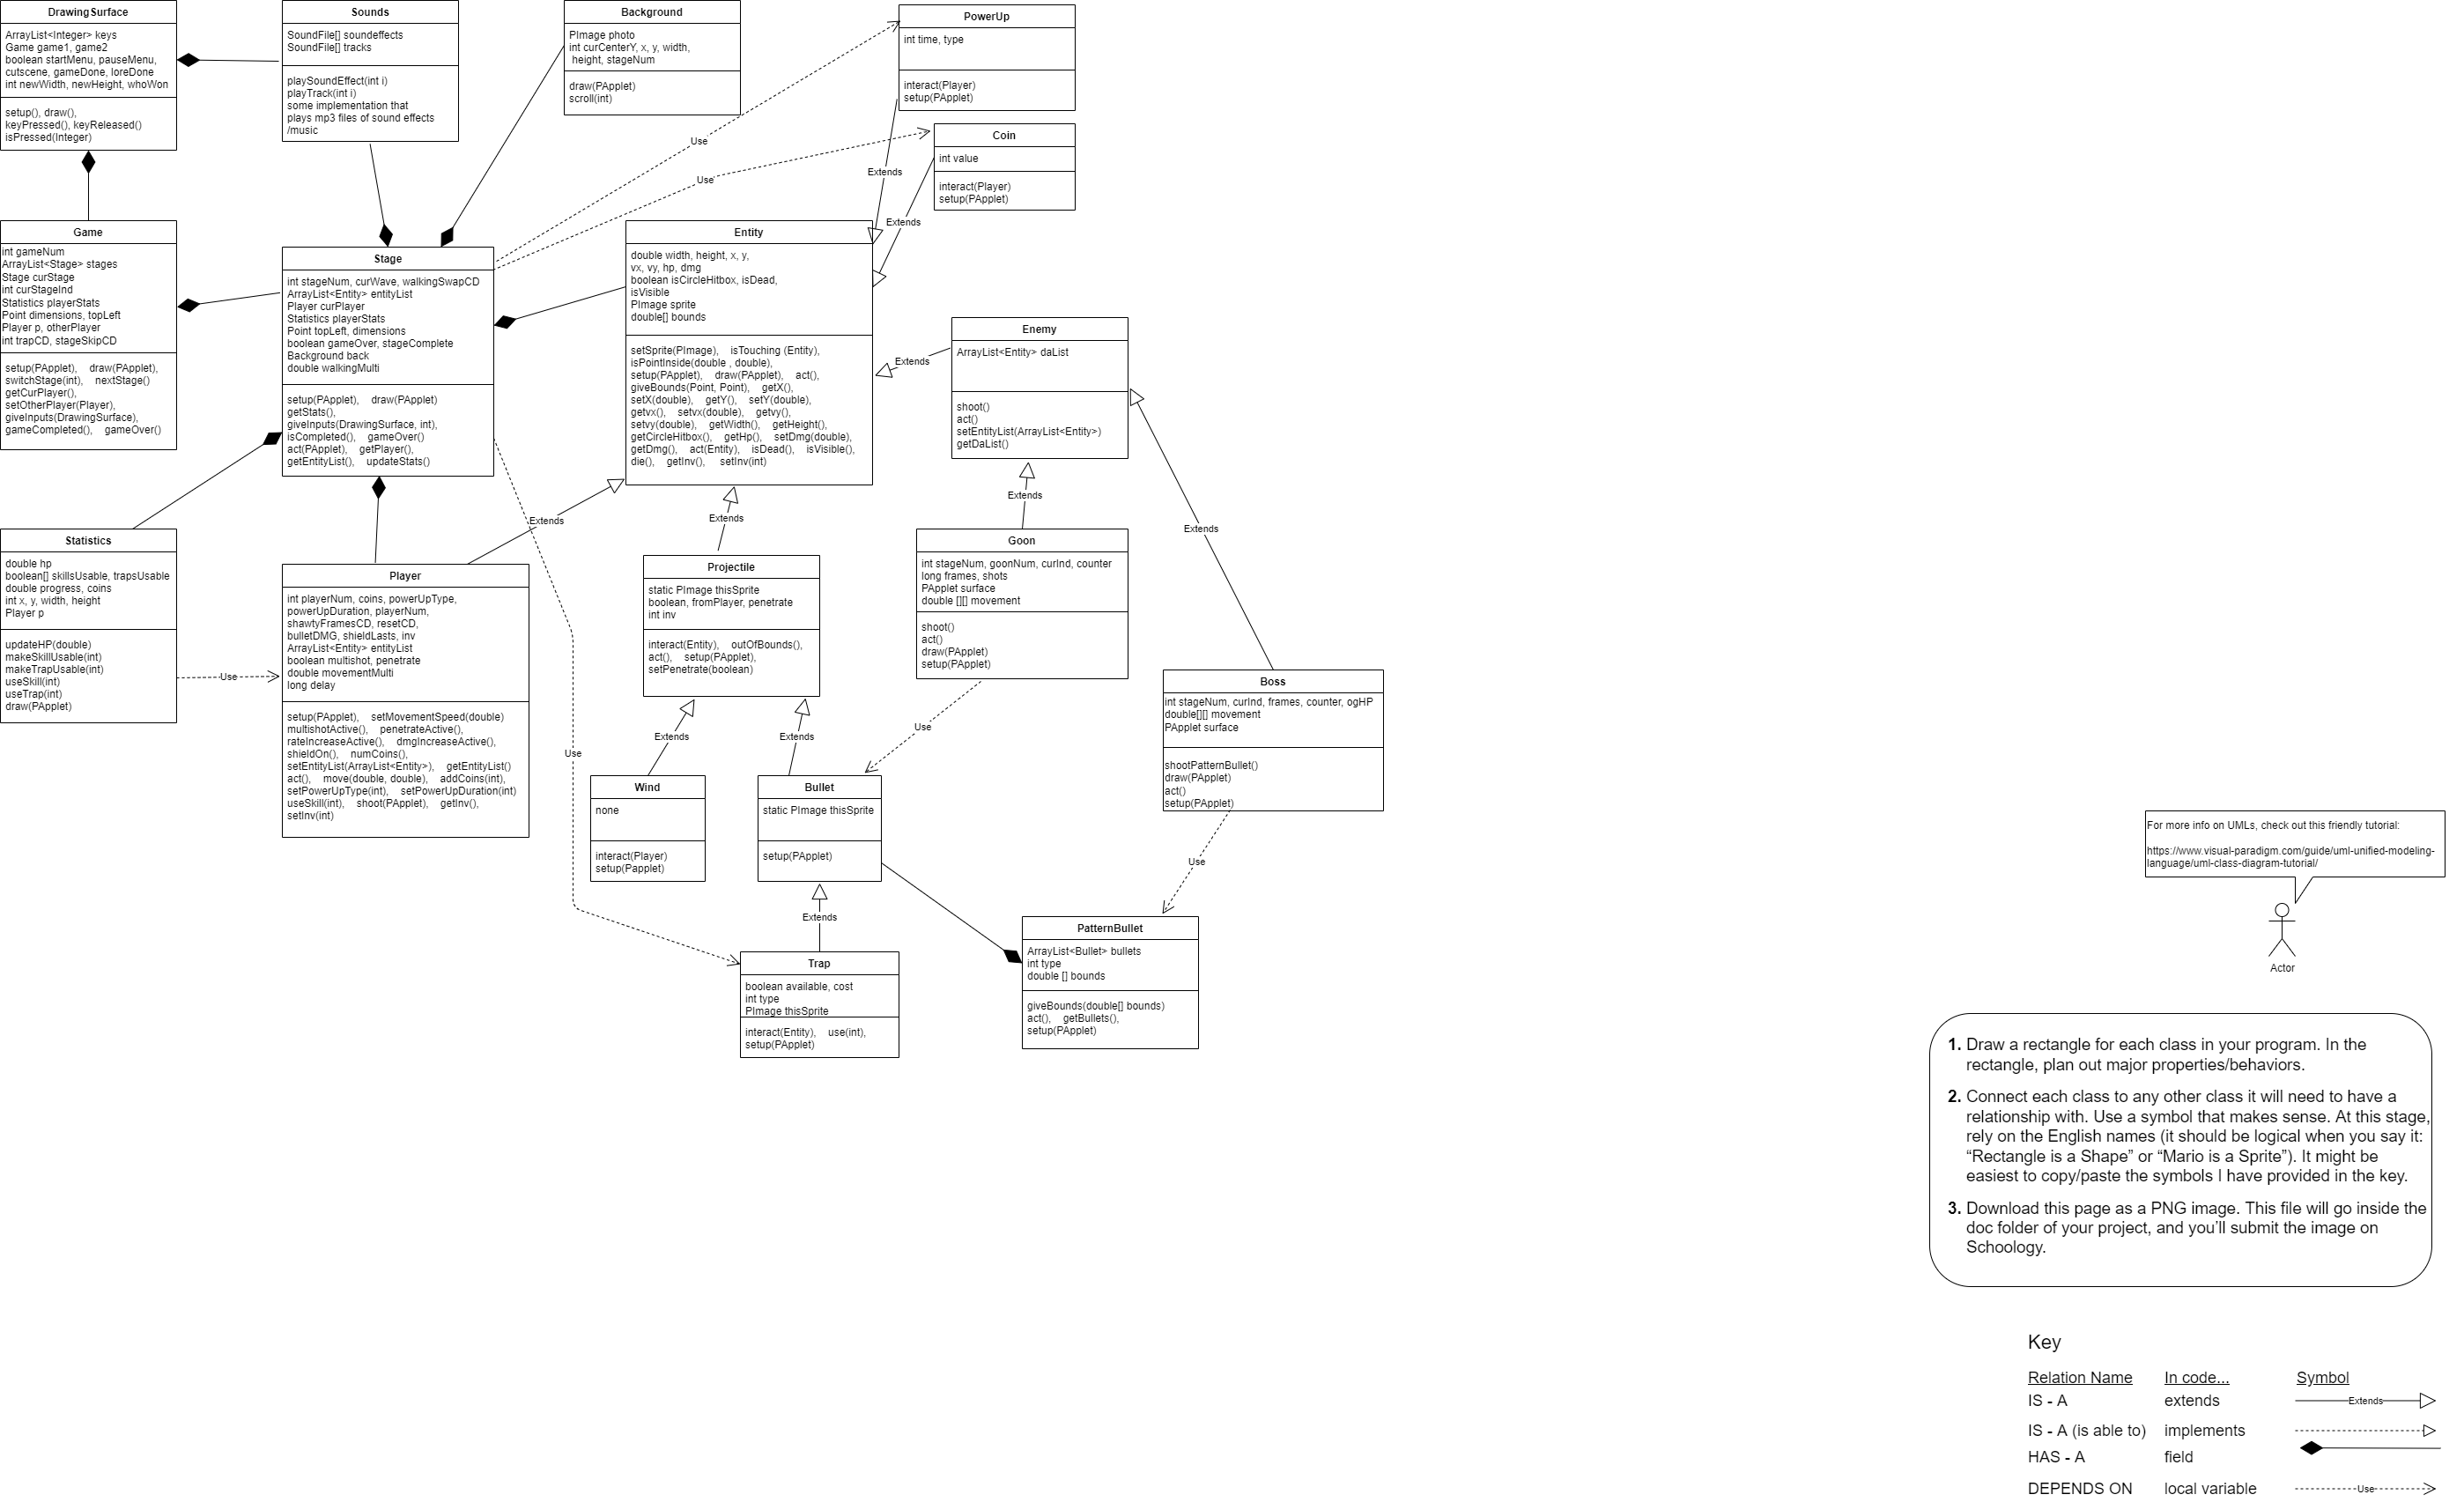 DrawingSurface
ArrayList<Integer> keys
Game game1, game2
boolean startMenu, pauseMenu,
cutscene, gameDone, loreDone
int newWidth, newHeight, whoWon
setup(), draw(),
keyPressed(), keyReleased()
isPressed(Integer)
Sounds
SoundFile[] soundeffects
SoundFile[] tracks
playSoundEffect(int i)
playTrack(int i)
some implementation that
plays mp3 files of sound effects
/music
Background
PImage photo
int curCenterY, x, y, width,
height, stageNum
draw(PApplet)
scroll(int)
PowerUp
int time, type
interact(Player)
setup(PApplet)
Use
Coin
int value
interact(Player)
setup(PApplet)
Use
Extends
Extends
Game
int gameNum
ArrayList<Stage> stages
Stage curStage
int curStageInd
Statistics playerStats
Point dimensions, topLeft
Player p, otherPlayer
int trapCD, stageSkipCD
setup(PApplet), draw(PApplet),
switchStage(int), nextStage()
getCurPlayer(),
setOtherPlayer(Player),
giveInputs(DrawingSurface),
gameCompleted(), gameOver()
Stage
int stageNum, curWave, walkingSwapCD
ArrayList<Entity> entityList
Player curPlayer
Statistics playerStats
Point topLeft, dimensions
boolean gameOver, stageComplete
Background back
double walkingMulti
setup(PApplet), draw(PApplet)
getStats(),
giveInputs(DrawingSurface, int),
isCompleted(), gameOver()
act(PApplet), getPlayer(),
getEntityList(), updateStats()
Entity
double width, height, x, y,
vx, vy, hp, dmg
boolean isCircleHitbox, isDead,
isVisible
PImage sprite
double[] bounds
setSprite(PImage), isTouching (Entity),
isPointInside(double , double),
setup(PApplet), draw(PApplet), act(),
giveBounds(Point, Point), getX(),
setX(double), getY(), setY(double),
getvx(), setvx(double), getvy(),
setvy(double), getWidth(), getHeight(),
getCircleHitbox(), getHp(), setDmg(double),
getDmg(), act(Entity), isDead(), isVisible(),
die(), getInv(), setInv(int)
Enemy
ArrayList<Entity> daList
shoot()
act()
setEntityList(ArrayList<Entity>)
getDaList()
Extends
Extends
Extends
Extends
Extends
Statistics
double hp
boolean[] skillsUsable, trapsUsable
double progress, coins
int x, y, width, height
Player p
updateHP(double)
makeSkillUsable(int)
makeTrapUsable(int)
useSkill(int)
useTrap(int)
draw(PApplet)
Use
Player
int playerNum, coins, powerUpType,
powerUpDuration, playerNum,
shawtyFramesCD, resetCD,
bulletDMG, shieldLasts, inv
ArrayList<Entity> entityList
boolean multishot, penetrate
double movementMulti
long delay
setup(PApplet), setMovementSpeed(double)
multishotActive(), penetrateActive(),
rateIncreaseActive(), dmgIncreaseActive(),
shieldOn(), numCoins(),
setEntityList(ArrayList<Entity>), getEntityList()
act(), move(double, double), addCoins(int),
setPowerUpType(int), setPowerUpDuration(int)
useSkill(int), shoot(PApplet), getInv(),
setInv(int)
Projectile
static PImage thisSprite
boolean, fromPlayer, penetrate
int inv
interact(Entity), outOfBounds(),
act(), setup(PApplet),
setPenetrate(boolean)
Goon
int stageNum, goonNum, curInd, counter
long frames, shots
PApplet surface
double [][] movement
shoot()
act()
draw(PApplet)
setup(PApplet)
Boss
int stageNum, curInd, frames, counter, ogHP
double[][] movement
PApplet surface
shootPatternBullet()
draw(PApplet)
act()
setup(PApplet)
Use
Extends
Extends
Use
Wind
none
interact(Player)
setup(Papplet)
Bullet
static PImage thisSprite
setup(PApplet)
Use
Extends
Trap
boolean available, cost
int type
PImage thisSprite
interact(Entity), use(int),
setup(PApplet)
PatternBullet
ArrayList<Bullet> bullets
int type
double [] bounds
giveBounds(double[] bounds)
act(), getBullets(),
setup(PApplet)
For more info on UMLs, check out this friendly tutorial:
https://www.visual-paradigm.com/guide/uml-unified-modeling-
language/uml-class-diagram-tutorial/
Actor
1. Draw a rectangle for each class in your program. In the
rectangle, plan out major properties/behaviors.
2. Connect each class to any other class it will need to have a
relationship with. Use a symbol that makes sense. At this stage,
rely on the English names (it should be logical when you say it:
“Rectangle is a Shape” or “Mario is a Sprite”). It might be
easiest to copy/paste the symbols I have provided in the key.
3. Download this page as a PNG image. This file will go inside the
doc folder of your project, and you’ll submit the image on
Schoology.
Key
Relation Name In code... Symbol
IS - A extends Extends
IS - A (is able to) implements
HAS - A field
DEPENDS ON local variable Use